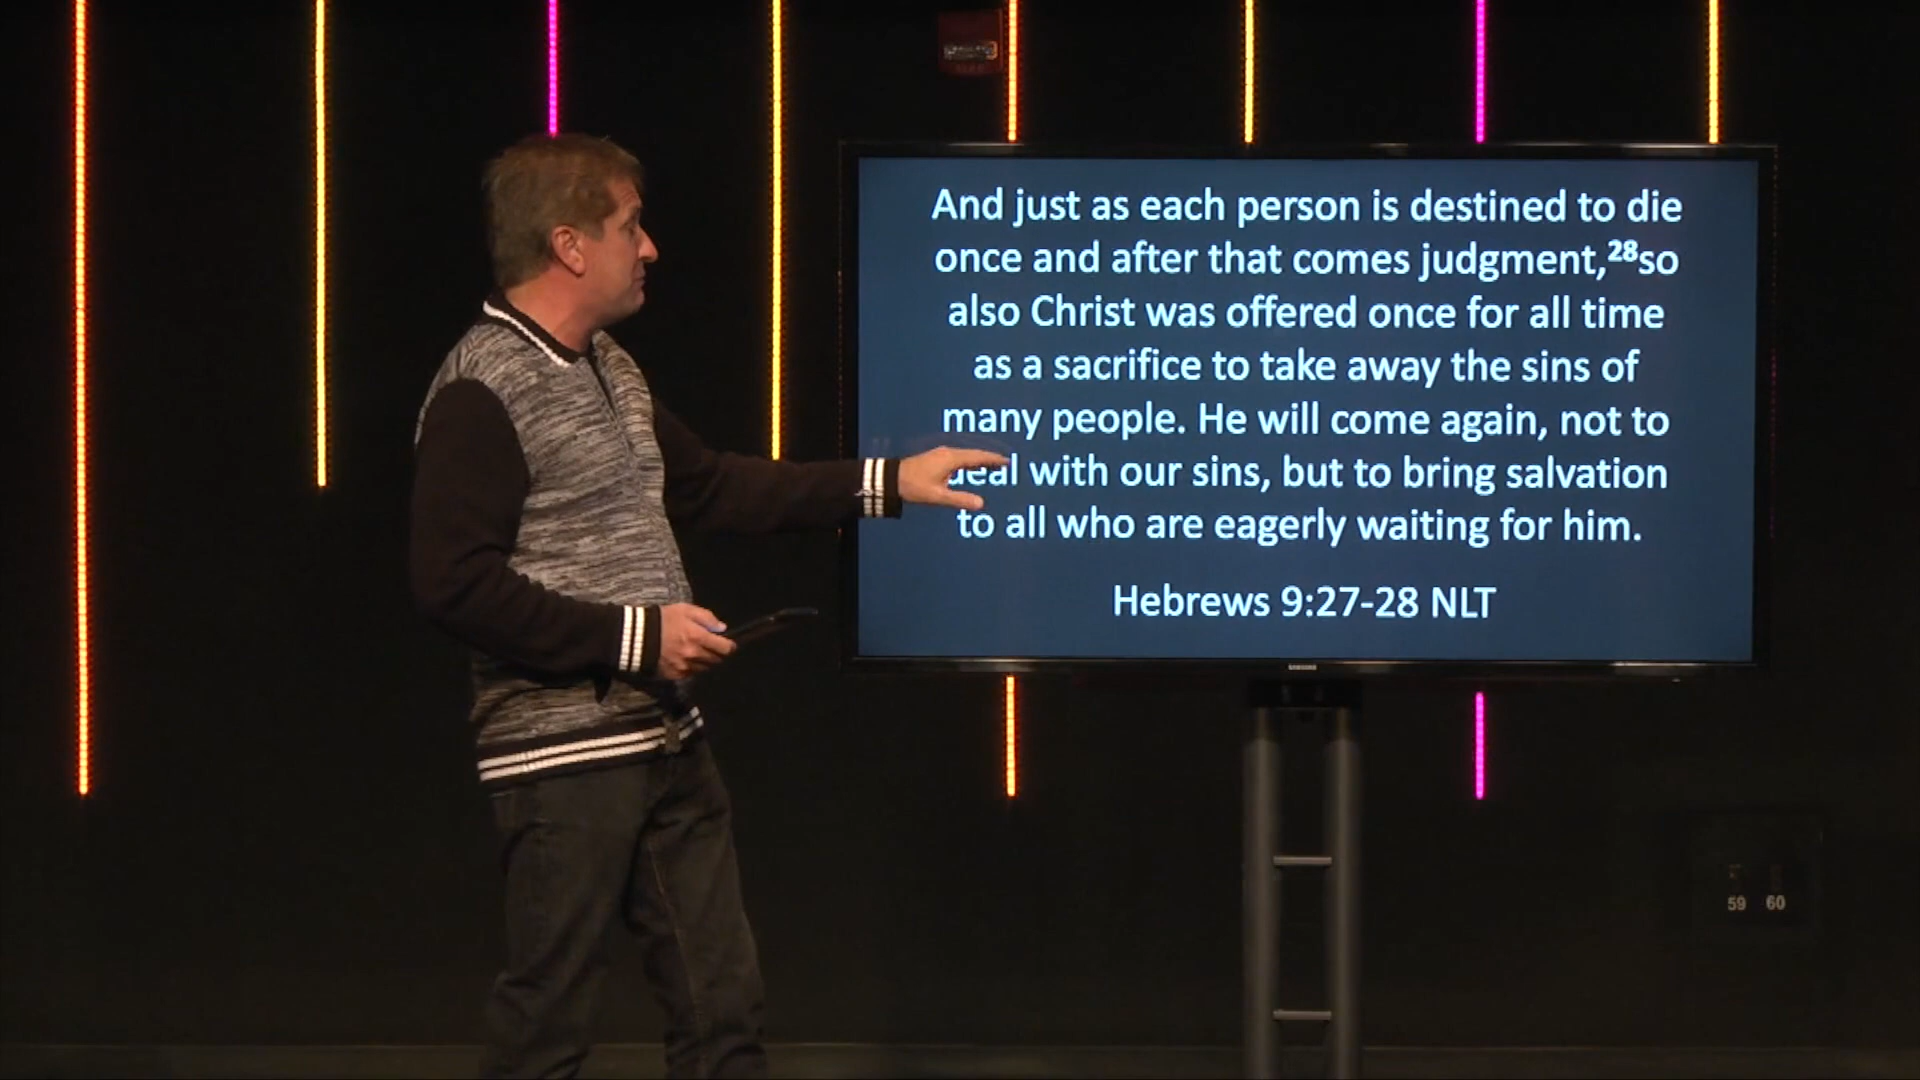 And just as each person is destined to die
once and after that comes judgment,²⁸so
also Christ was offered once for all time
as a sacrifice to take away the sins of
many people. He will come again, not to
deal with our sins, but to bring salvation
to all who are eagerly waiting for him.
Hebrews 9:27-28 NLT
SAMSUNG
59 60